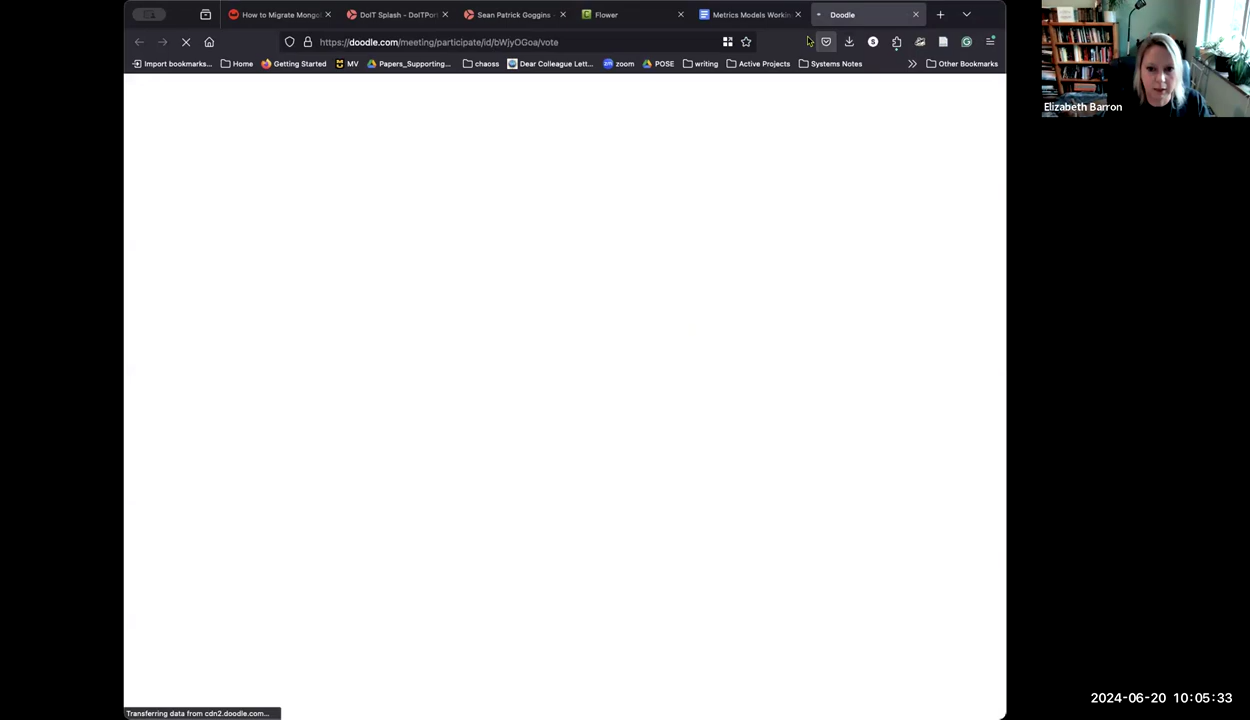 How to Migrate Mongo
DoIT Splash - DoITPort
Sean Patrick Goggins -
Flower
Metrics Models Workin
Doodle
https://doodle.com/meeting/participate/id/bWjyOGoa/vote
Import bookmarks...
Home
Getting Started
MV
Papers_Supporting...
chaoss
Dear Colleague Lett...
zoom
POSE
writing
Active Projects
Systems Notes
Other Bookmarks
Elizabeth Barron
2024-06-20 10:05:33
Transferring data from cdn2.doodle.com...